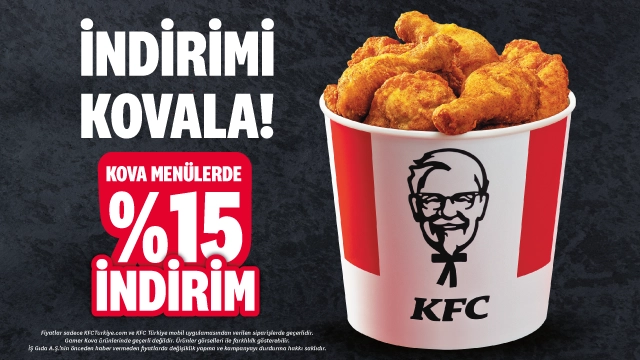 İNDİRİMİ
KOVALA!
KOVA MENÜLERDE
%15
İNDİRİM
KFC
Fiyatlar sadece KFCTurkiye.com ve KFC Türkiye mobil uygulamasından verilen siparişlerde geçerlidir.
Gamer Kova ürünlerinde geçerli değildir. Ürünler görselleri ile farklılık gösterebilir.
İş Gıda A.Ş.'nin önceden haber vermeden fiyatlarda değişiklik yapma ve kampanyayı durdurma hakkı saklıdır.